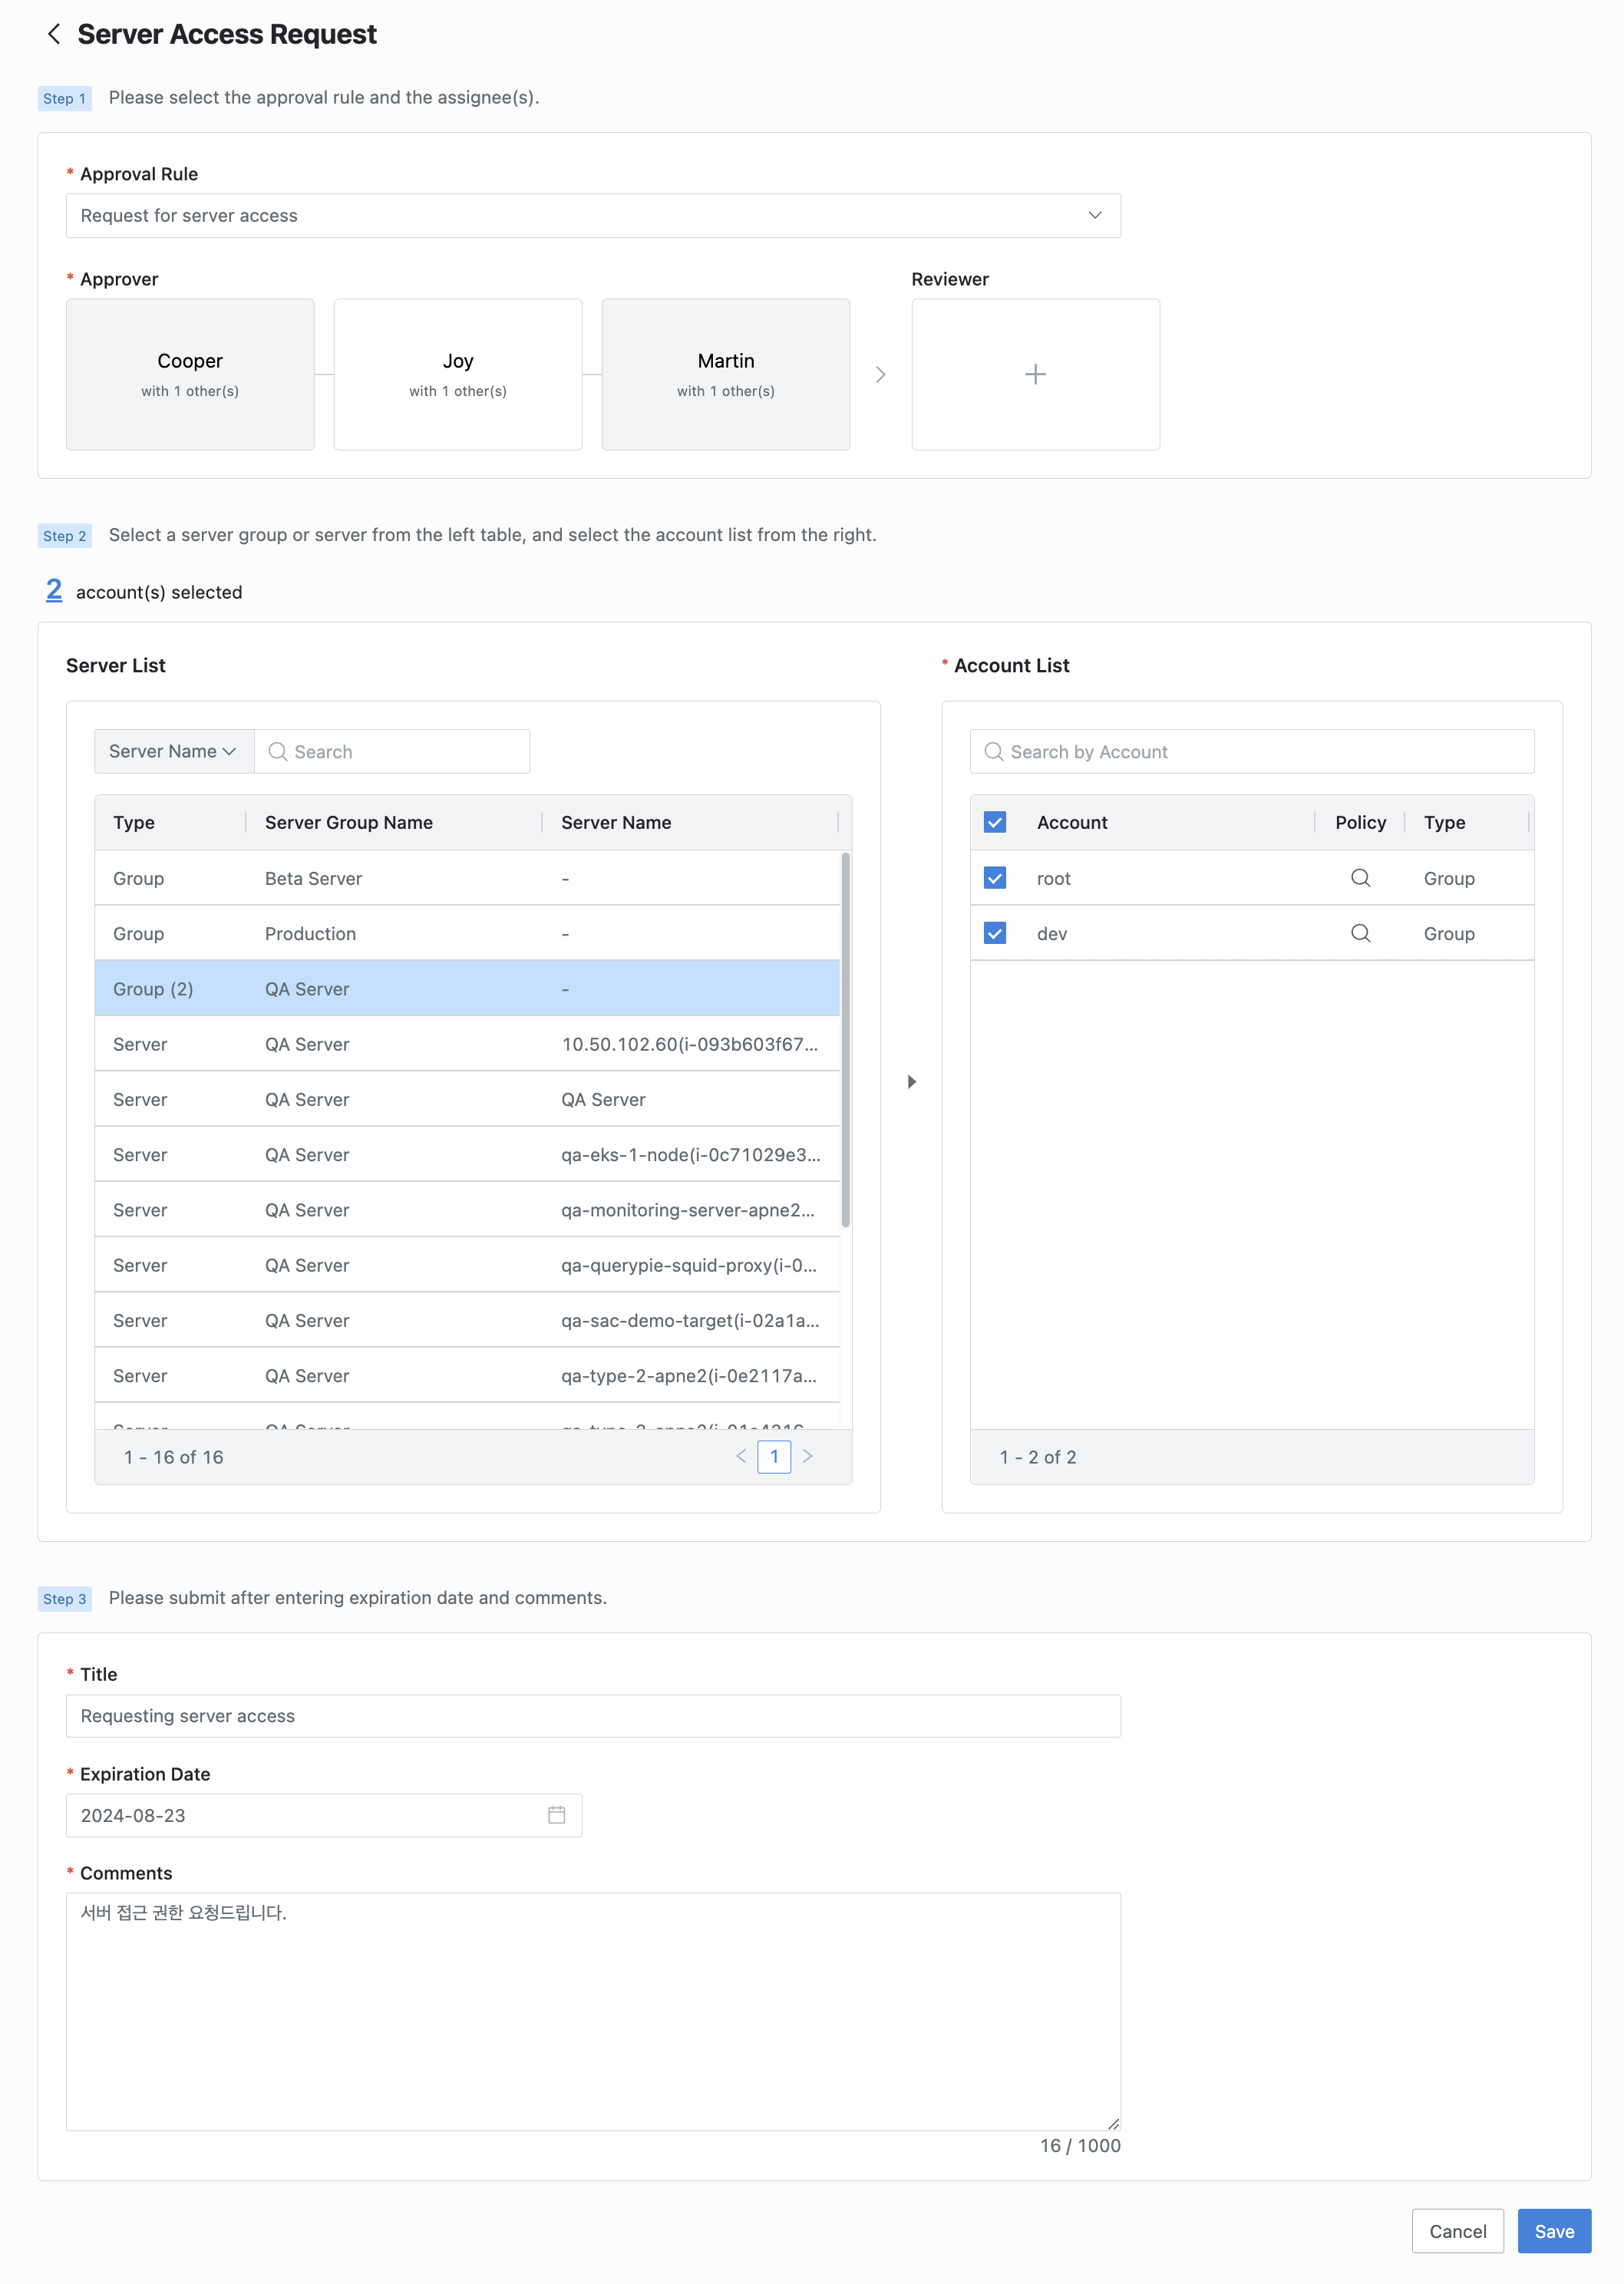 Server Access Request
Step 1 Please select the approval rule and the assignee(s).
* Approval Rule
Request for server access
* Approver Reviewer
Cooper Joy Martin
with 1 other(s) with 1 other(s) with 1 other(s)
Step 2 Select a server group or server from the left table, and select the account list from the right.
2 account(s) selected
Server List
Server Name Search
Type Server Group Name Server Name
Group Beta Server -
Group Production -
Group (2) QA Server -
Server QA Server 10.50.102.60(i-093b603f67...
Server QA Server QA Server
Server QA Server qa-eks-1-node(i-0c71029e3...
Server QA Server qa-monitoring-server-apne2...
Server QA Server qa-querypie-squid-proxy(i-0...
Server QA Server qa-sac-demo-target(i-02a1a...
Server QA Server qa-type-2-apne2(i-0e2117a...
Server QA Server
1 - 16 of 16 1
* Account List
Search by Account
Account Policy Type
root Group
dev Group
1 - 2 of 2
Step 3 Please submit after entering expiration date and comments.
* Title
Requesting server access
* Expiration Date
2024-08-23
* Comments
서버 접근 권한 요청드립니다.
16 / 1000
Cancel Save